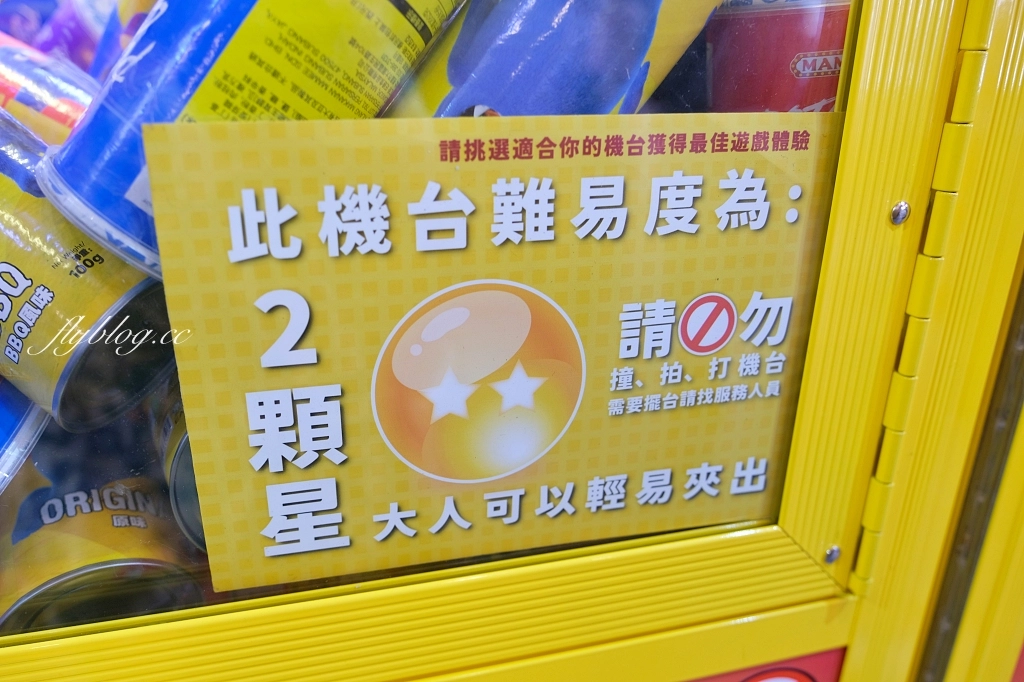 請挑選適合你的機台獲得最佳遊戲體驗
此機台難易度為:
2顆星
請勿
撞、拍、打機台
需要擺台請找服務人員
大人可以輕易夾出
100g
BBQ風味
flyblog.cc
ORIGIN
原味
MAN